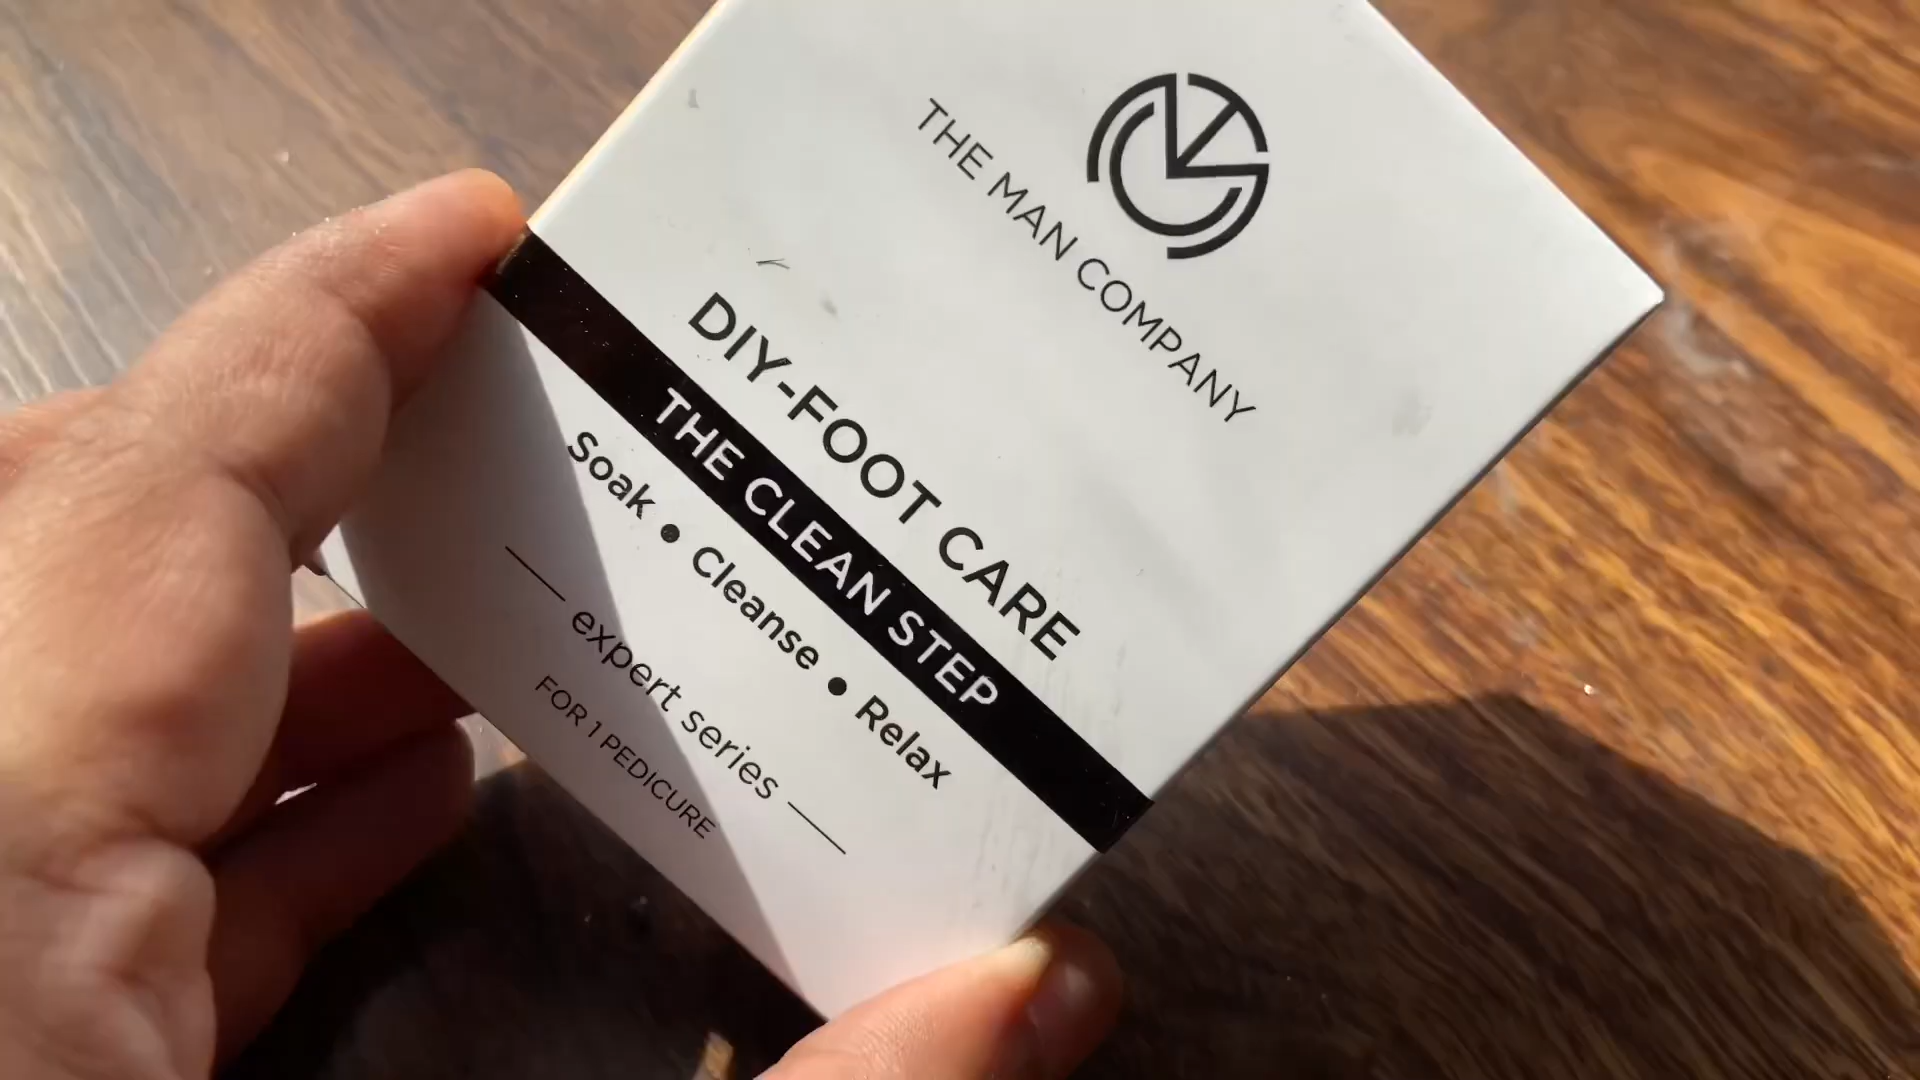 THE MAN COMPANY
DIY-FOOT CARE
THE CLEAN STEP
Soak • Cleanse • Relax
expert series
FOR 1 PEDICURE